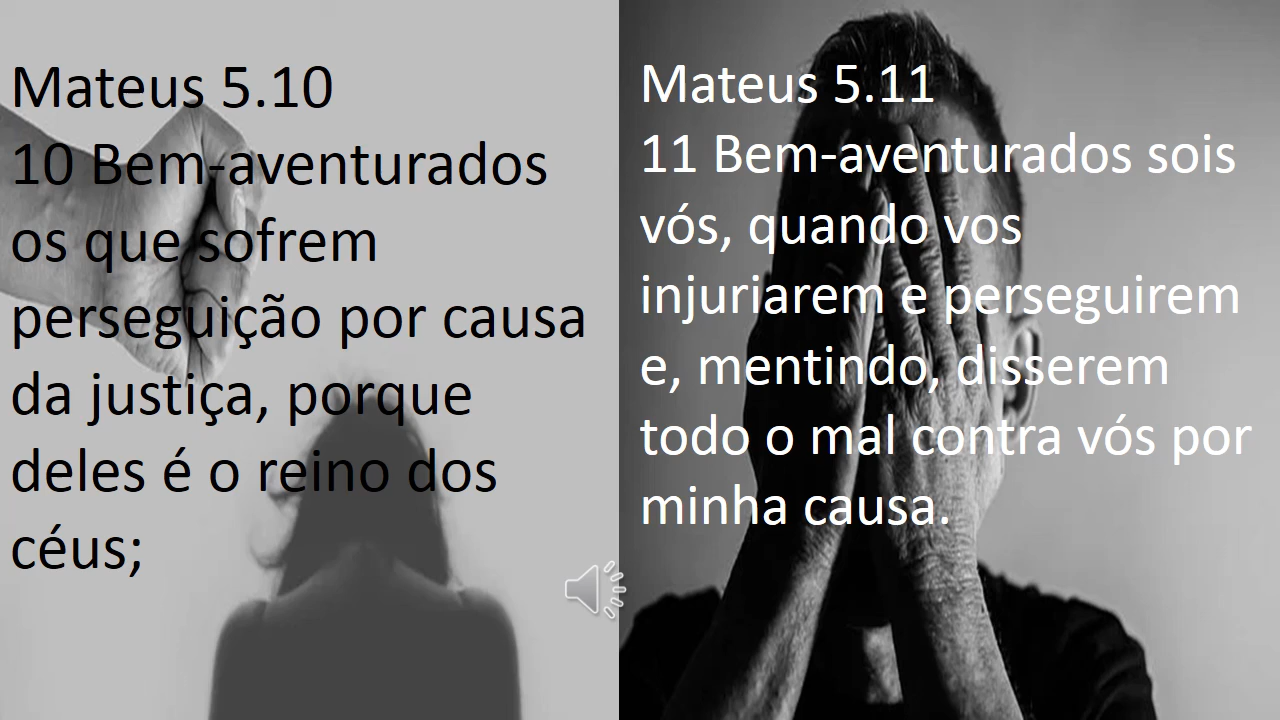 Mateus 5.10
10 Bem-aventurados
os que sofrem
perseguição por causa
da justiça, porque
deles é o reino dos
céus;
Mateus 5.11
11 Bem-aventurados sois
vós, quando vos
injuriarem e perseguirem
e, mentindo, disserem
todo o mal contra vós por
minha causa.